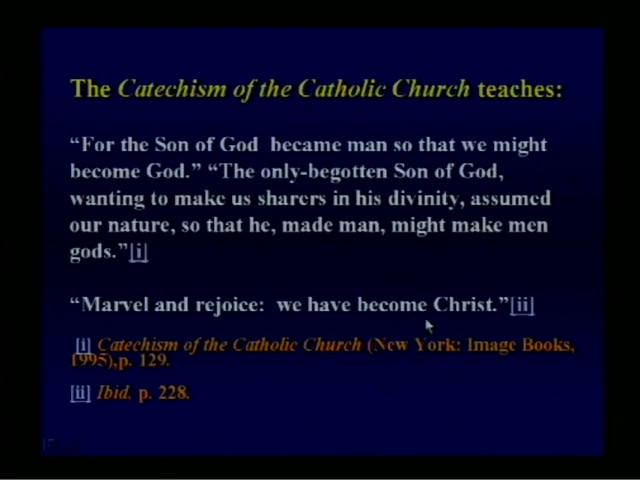 The Catechism of the Catholic Church teaches:
“For the Son of God became man so that we might
become God.” “The only-begotten Son of God,
wanting to make us sharers in his divinity, assumed
our nature, so that he, made man, might make men
gods.”[i]
“Marvel and rejoice: we have become Christ.”[ii]
[i] Catechism of the Catholic Church (New York: Image Books,
1995),p. 129.
[ii] Ibid, p. 228.